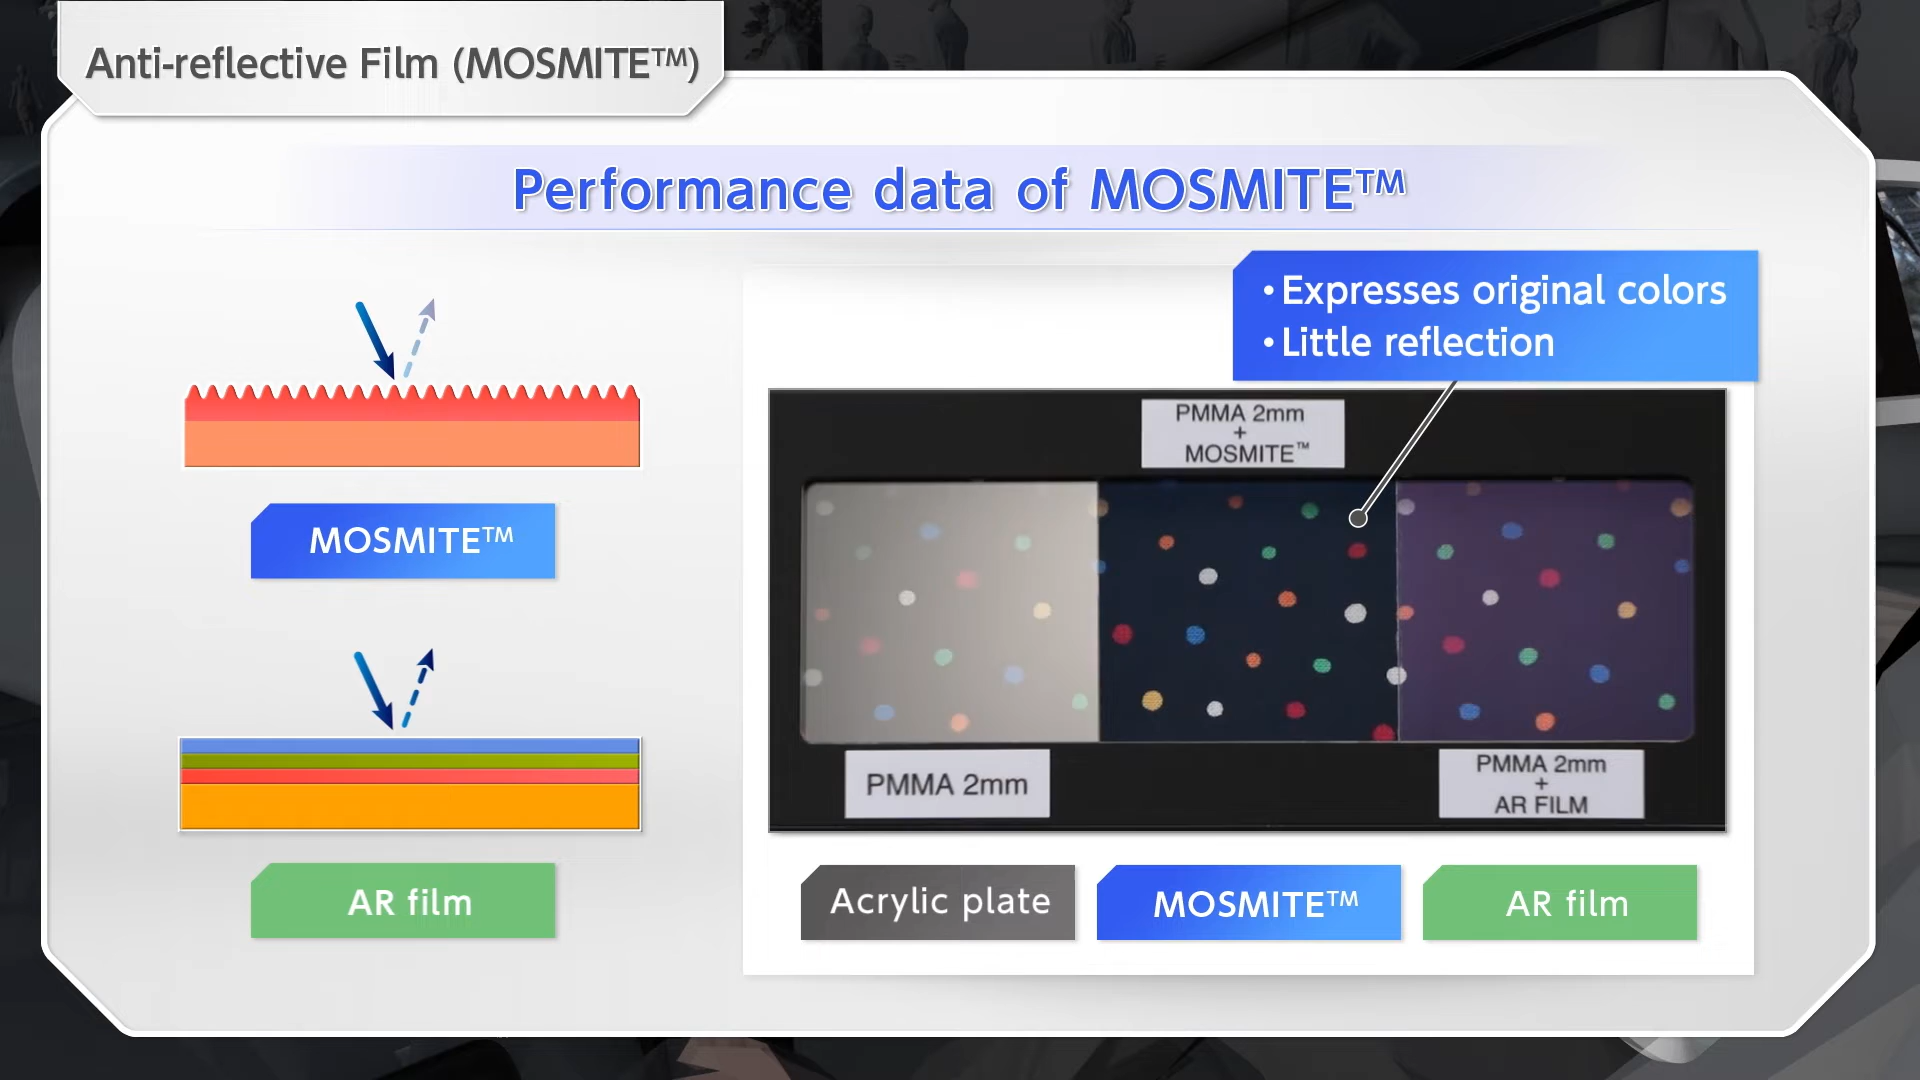 Anti-reflective Film (MOSMITE™)
Performance data of MOSMITE™
• Expresses original colors
• Little reflection
MOSMITE™
AR film
PMMA 2mm
+
MOSMITE™
PMMA 2mm
PMMA 2mm
+
AR FILM
Acrylic plate
MOSMITE™
AR film